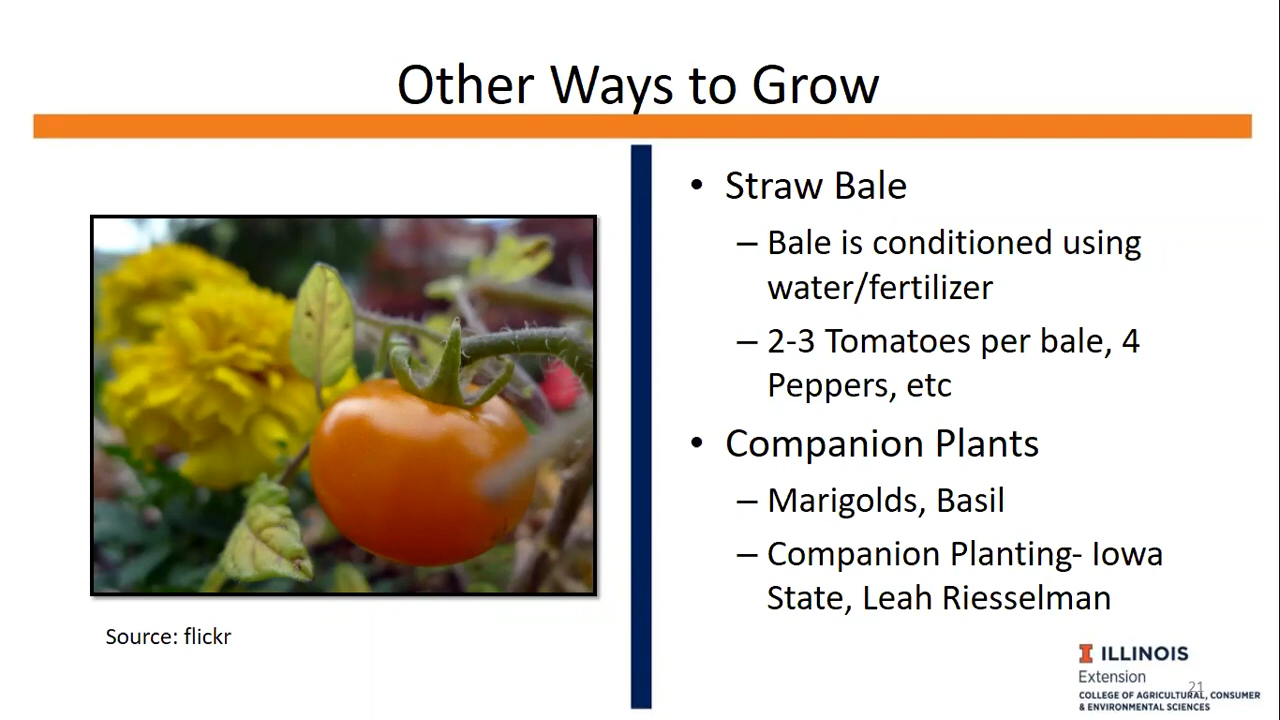 Other Ways to Grow
• Straw Bale
– Bale is conditioned using
water/fertilizer
– 2-3 Tomatoes per bale, 4
Peppers, etc
• Companion Plants
– Marigolds, Basil
– Companion Planting- Iowa
State, Leah Riesselman
Source: flickr
I ILLINOIS
Extension
21
COLLEGE OF AGRICULTURAL, CONSUMER
& ENVIRONMENTAL SCIENCES